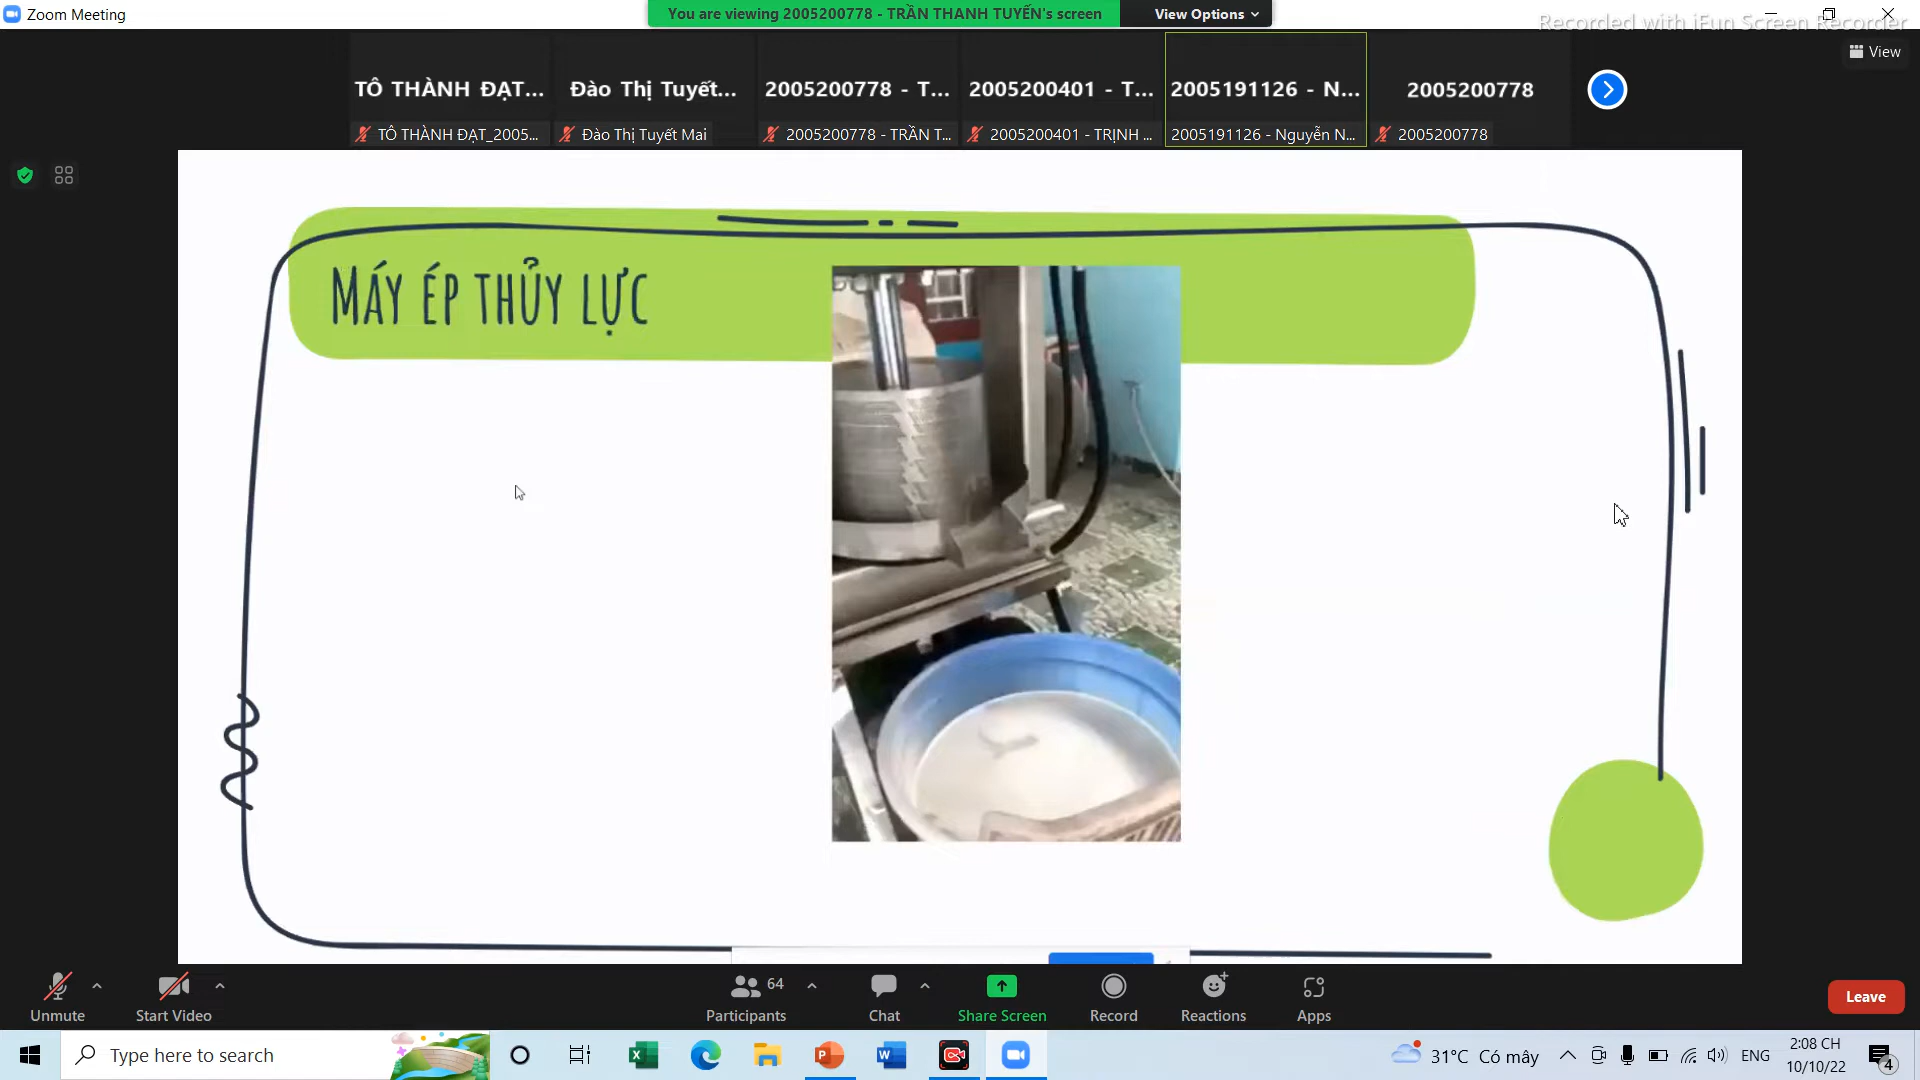 Zoom Meeting
You are viewing 2005200778 - TRẦN THANH TUYẾN's screen
View Options
Recorded with iFun Screen Recorder
View
TÔ THÀNH ĐẠT...
Đào Thị Tuyết...
2005200778 - T...
2005200401 - T...
2005191126 - N...
2005200778
TÔ THÀNH ĐẠT_2005...
Đào Thị Tuyết Mai
2005200778 - TRẦN T...
2005200401 - TRỊNH ...
2005191126 - Nguyễn N...
2005200778
MÁY ÉP THỦY LỰC
64
Unmute
Start Video
Participants
Chat
Share Screen
Record
Reactions
Apps
Leave
Type here to search
31°C Có mây
ENG
2:08 CH
10/10/22
4